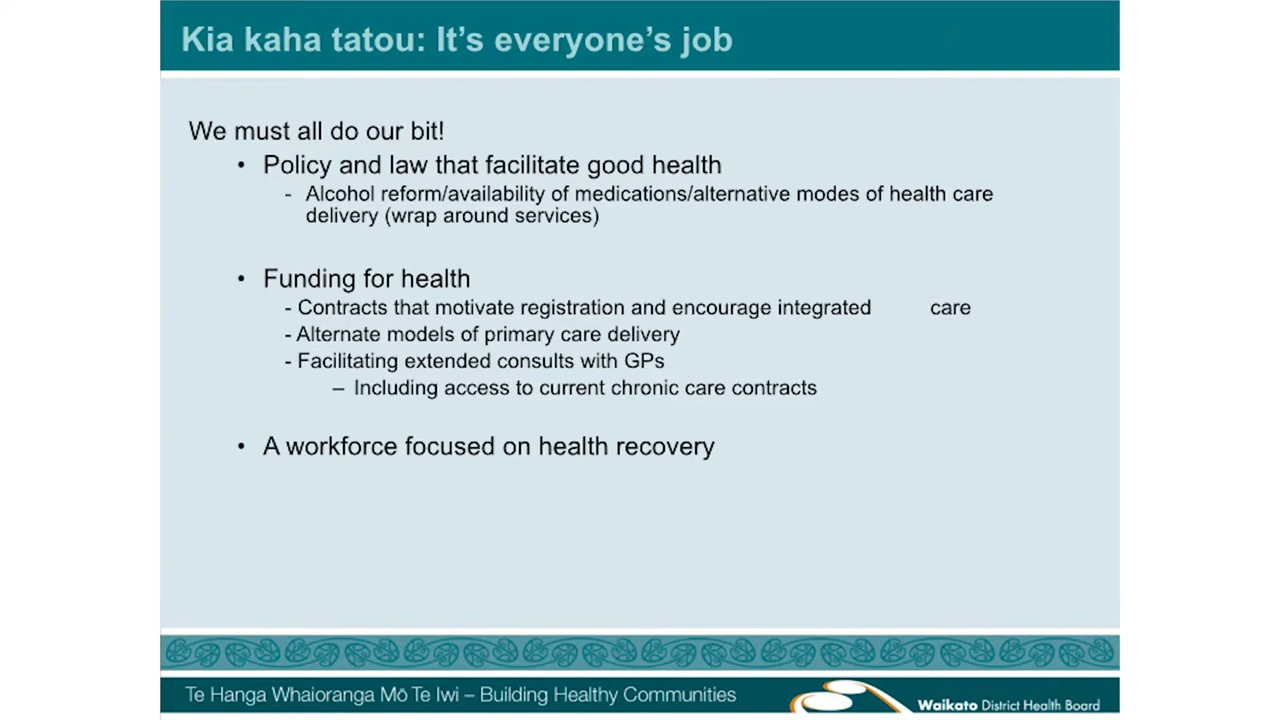 Kia kaha tatou: It's everyone's job
We must all do our bit!
• Policy and law that facilitate good health
- Alcohol reform/availability of medications/alternative modes of health care
delivery (wrap around services)
• Funding for health
- Contracts that motivate registration and encourage integrated care
- Alternate models of primary care delivery
- Facilitating extended consults with GPs
– Including access to current chronic care contracts
• A workforce focused on health recovery
Te Hanga Whaioranga Mō Te Iwi – Building Healthy Communities
Waikato District Health Board